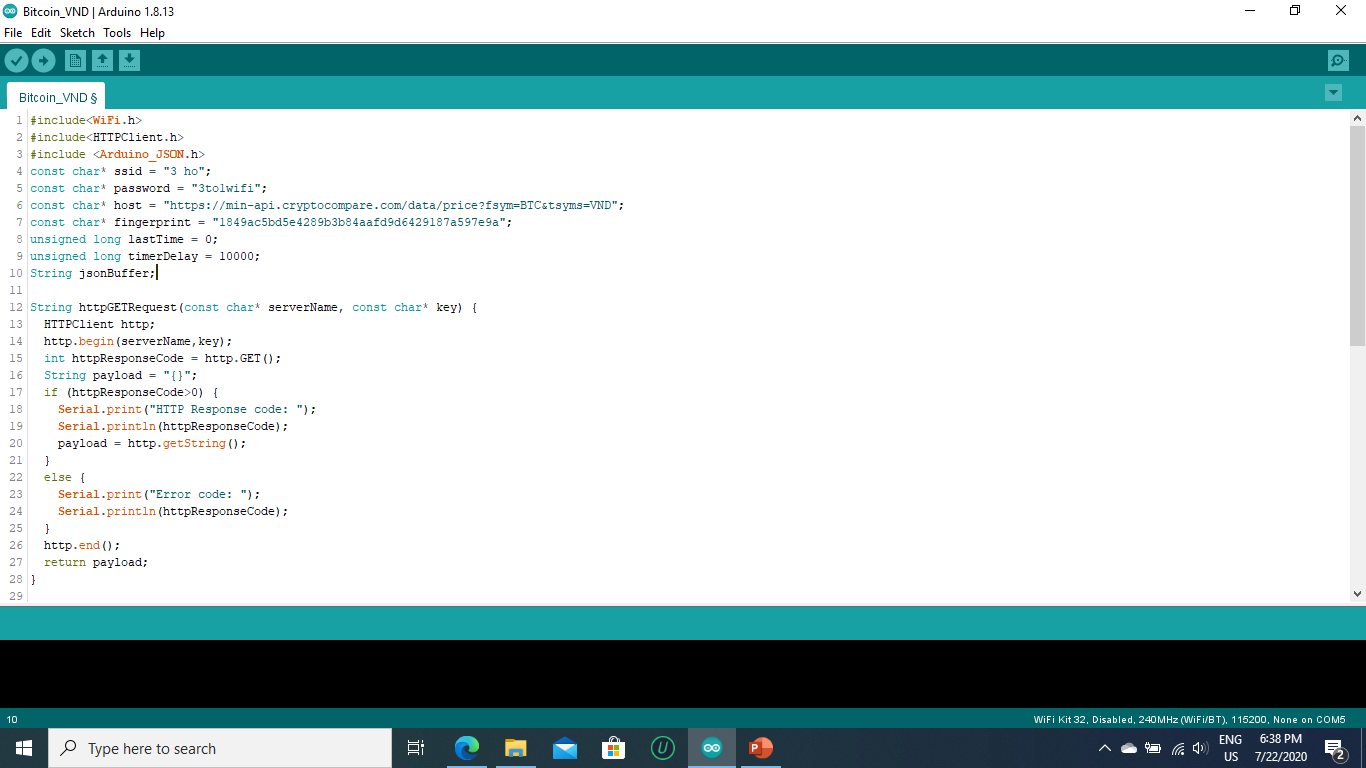 Bitcoin_VND | Arduino 1.8.13
File Edit Sketch Tools Help
Bitcoin_VND §
1 #include<WiFi.h>
2 #include<HTTPClient.h>
3 #include <Arduino_JSON.h>
4 const char* ssid = "3 ho";
5 const char* password = "3tolwifi";
6 const char* host = "https://min-api.cryptocompare.com/data/price?fsym=BTC&tsyms=VND";
7 const char* fingerprint = "1849ac5bd5e4289b3b84aafd9d6429187a597e9a";
8 unsigned long lastTime = 0;
9 unsigned long timerDelay = 10000;
10 String jsonBuffer;
11
12 String httpGETRequest(const char* serverName, const char* key) {
13 HTTPClient http;
14 http.begin(serverName,key);
15 int httpResponseCode = http.GET();
16 String payload = "{}";
17 if (httpResponseCode>0) {
18 Serial.print("HTTP Response code: ");
19 Serial.println(httpResponseCode);
20 payload = http.getString();
21 }
22 else {
23 Serial.print("Error code: ");
24 Serial.println(httpResponseCode);
25 }
26 http.end();
27 return payload;
28 }
29
10 WiFi Kit 32, Disabled, 240MHz (WiFi/BT), 115200, None on COM5
Type here to search
ENG
US
6:38 PM
7/22/2020
2